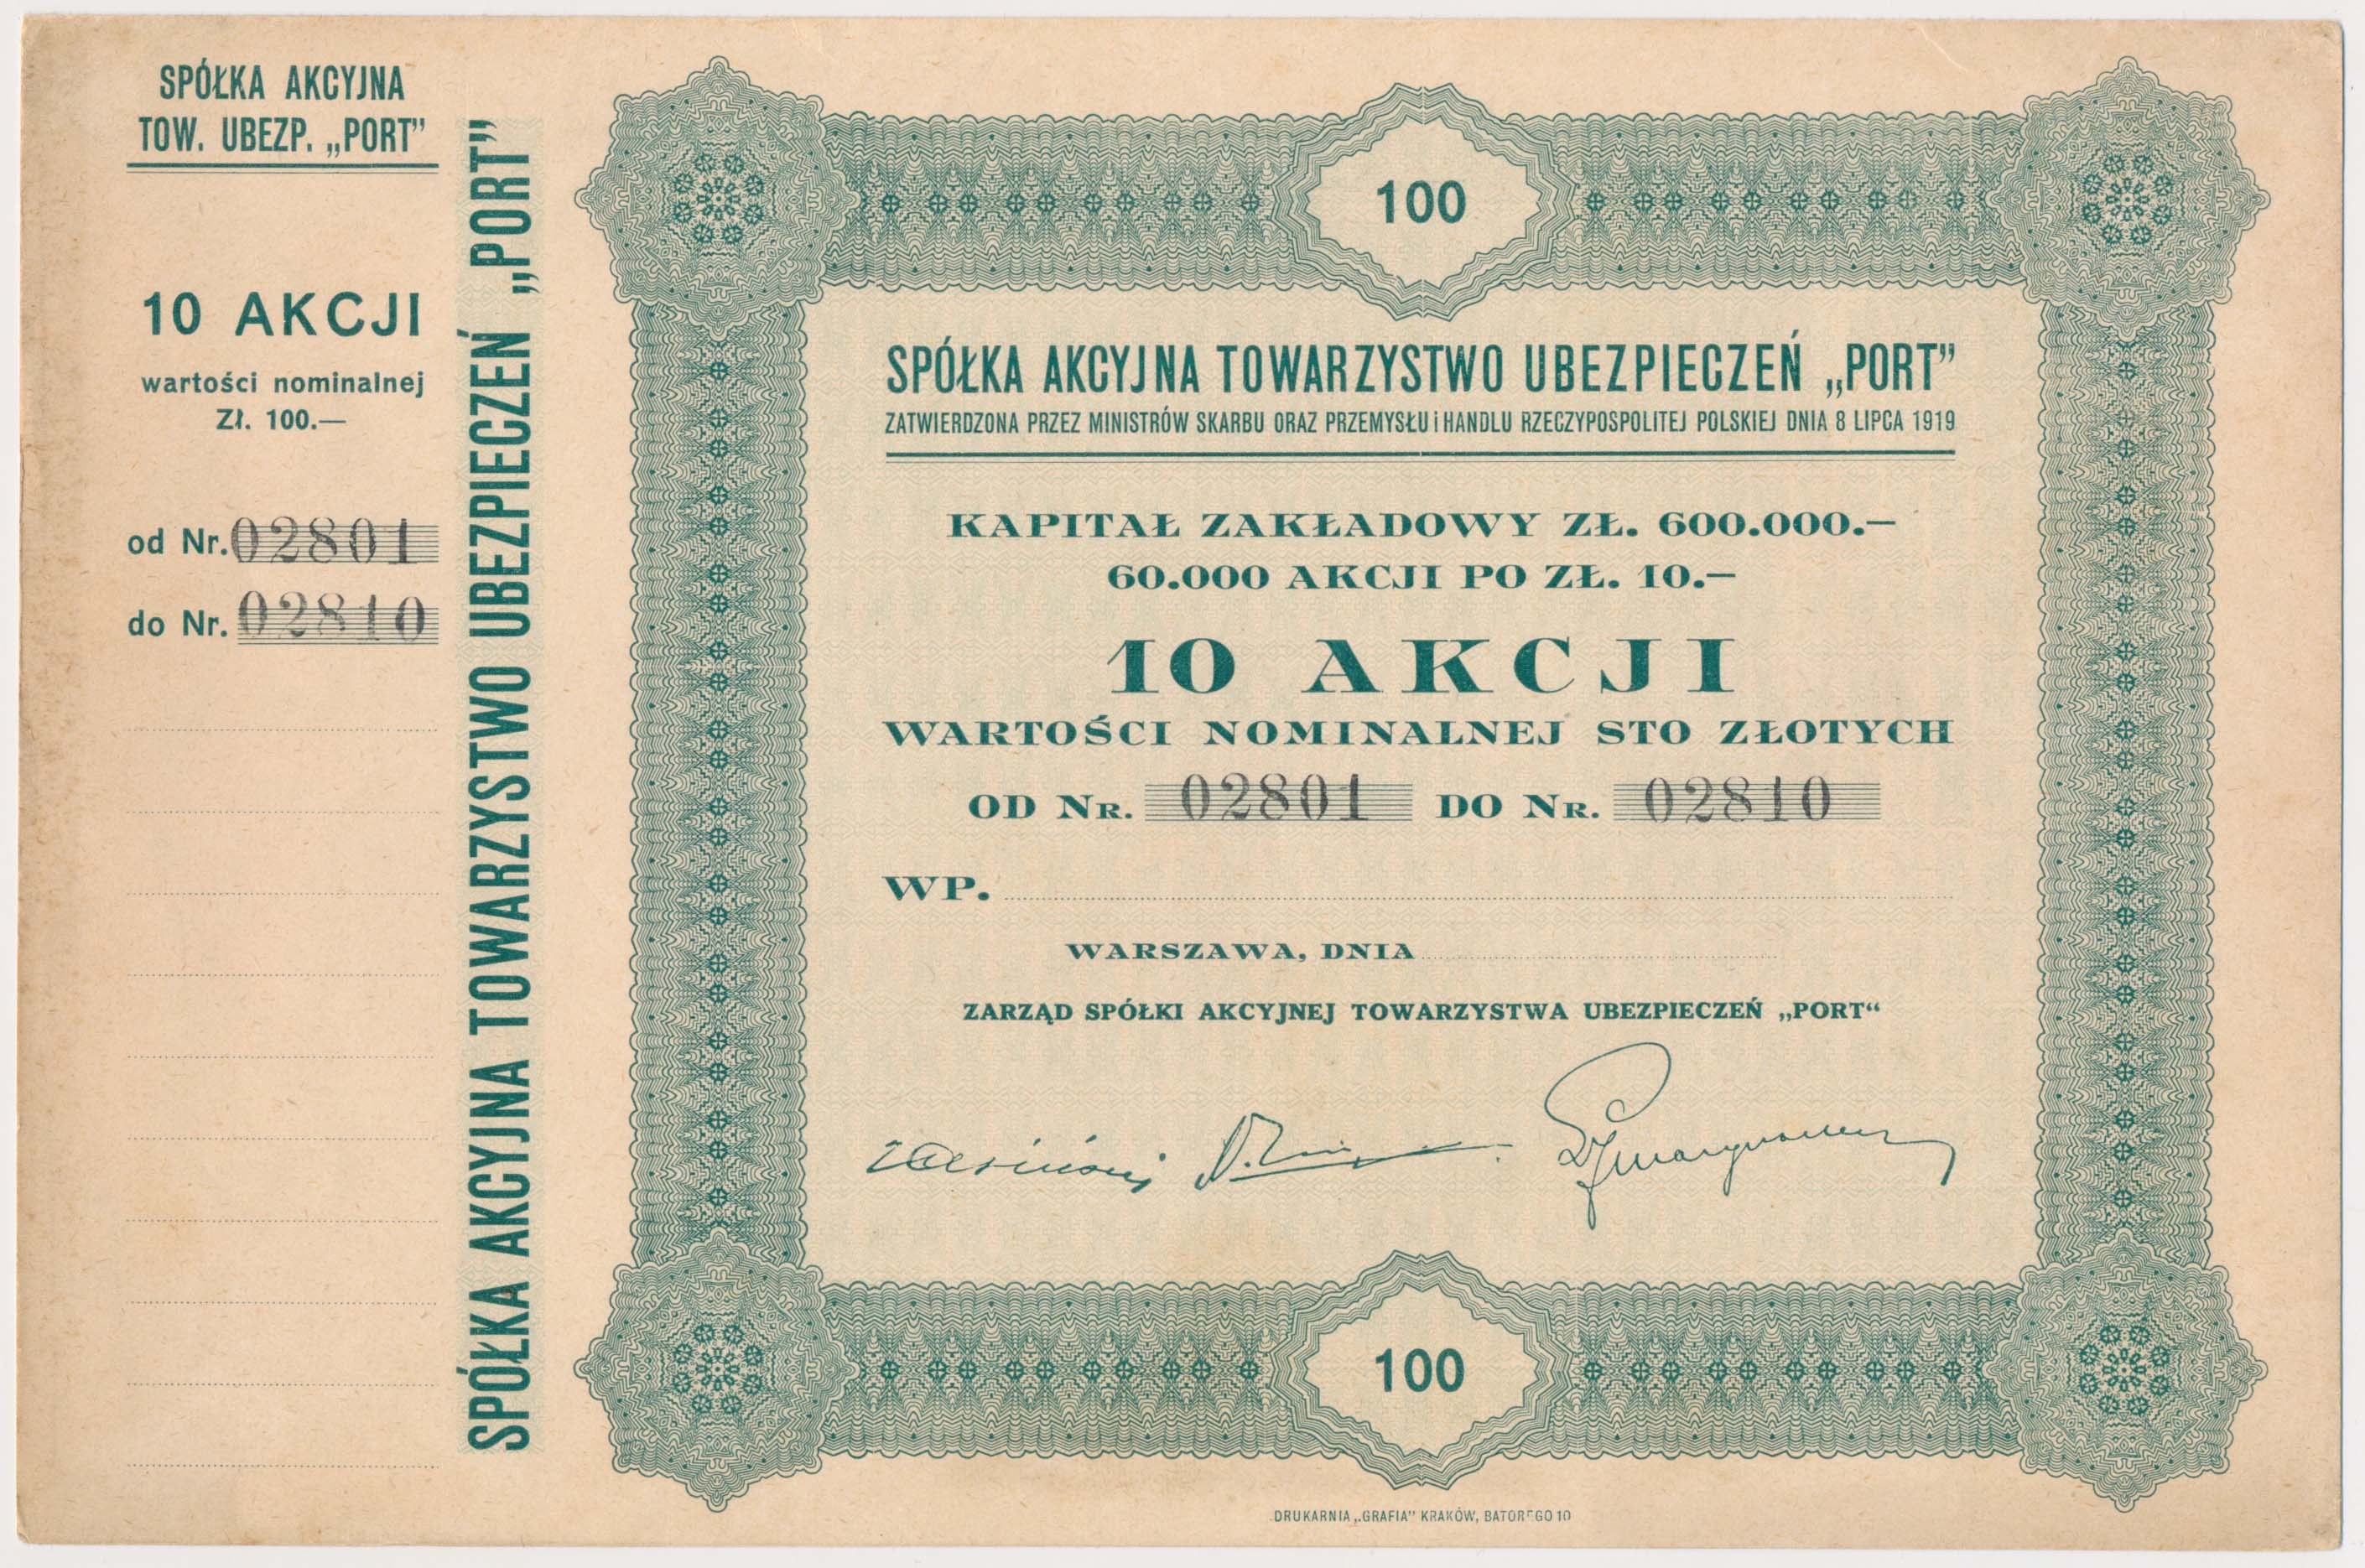 SPÓŁKA AKCYJNA
TOW. UBEZP. „PORT”
10 AKCJI
wartości nominalnej
Zł. 100.—
od Nr. 02801
do Nr. 02810
SPÓŁKA AKCYJNA TOWARZYSTWO UBEZPIECZEŃ „PORT”
100
SPÓŁKA AKCYJNA TOWARZYSTWO UBEZPIECZEŃ „PORT”
ZATWIERDZONA PRZEZ MINISTRÓW SKARBU ORAZ PRZEMYSŁU i HANDLU RZECZYPOSPOLITEJ POLSKIEJ DNIA 8 LIPCA 1919
KAPITAŁ ZAKŁADOWY ZŁ. 600.000.—
60.000 AKCJI PO ZŁ. 10.—
10 AKCJI
WARTOŚCI NOMINALNEJ STO ZŁOTYCH
OD NR. 02801 DO NR. 02810
WP.
WARSZAWA, DNIA
ZARZĄD SPÓŁKI AKCYJNEJ TOWARZYSTWA UBEZPIECZEŃ „PORT“
100
DRUKARNIA „GRAFIA” KRAKÓW, BATOREGO 10